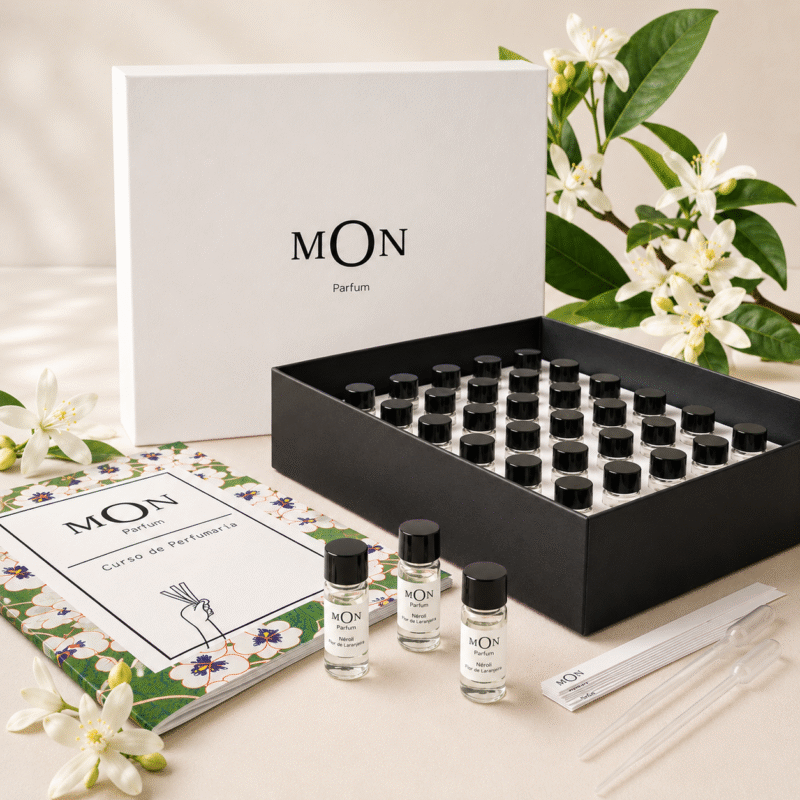 MON
Parfum
MON
Parfum
Curso de Perfumaria
MON
Parfum
Néroli
Flor de Laranjeira
MON
Parfum
Néroli
Flor de Laranjeira
MON
Parfum
Néroli
Flor de Laranjeira
MON